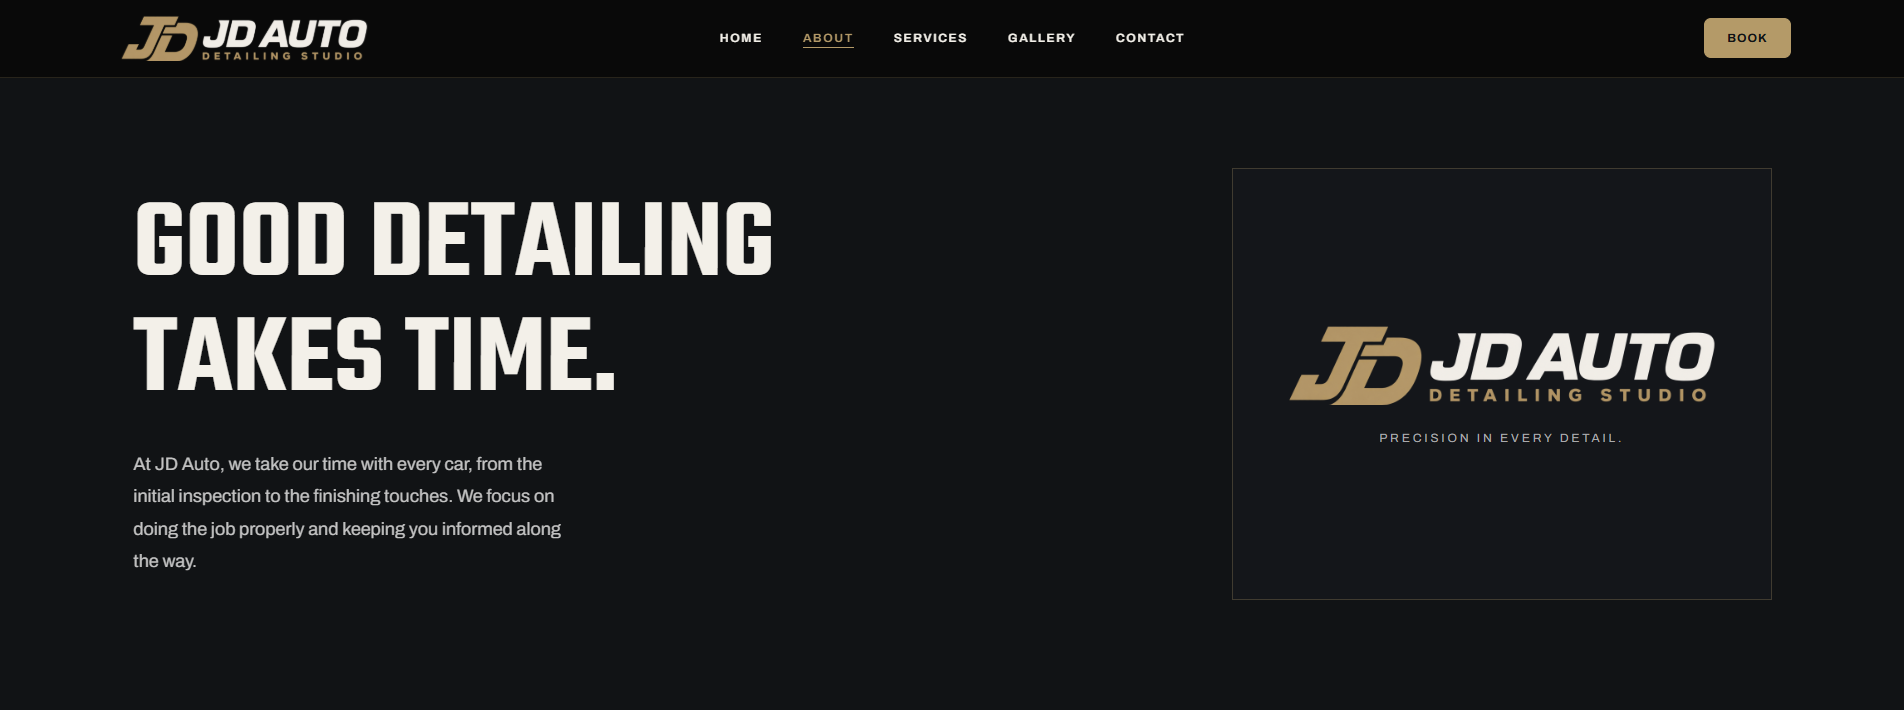 JD JD AUTO
DETAILING STUDIO
HOME ABOUT SERVICES GALLERY CONTACT
BOOK
GOOD DETAILING
TAKES TIME.
At JD Auto, we take our time with every car, from the
initial inspection to the finishing touches. We focus on
doing the job properly and keeping you informed along
the way.
JD JD AUTO
DETAILING STUDIO
PRECISION IN EVERY DETAIL.